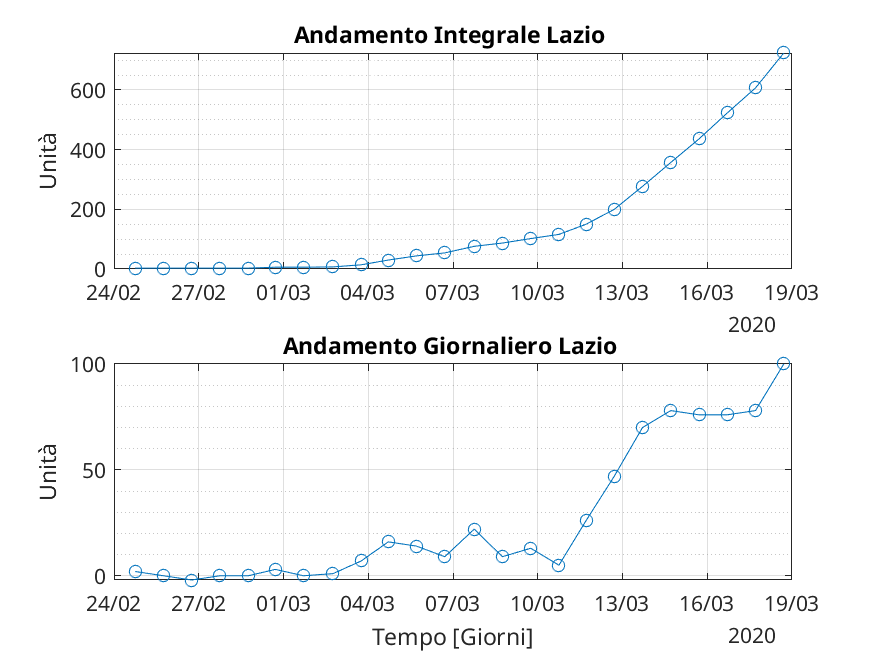 Andamento Integrale Lazio
600
400
200
0
Unità
24/02 27/02 01/03 04/03 07/03 10/03 13/03 16/03 19/03
2020
Andamento Giornaliero Lazio
100
50
0
Unità
24/02 27/02 01/03 04/03 07/03 10/03 13/03 16/03 19/03
Tempo [Giorni]
2020